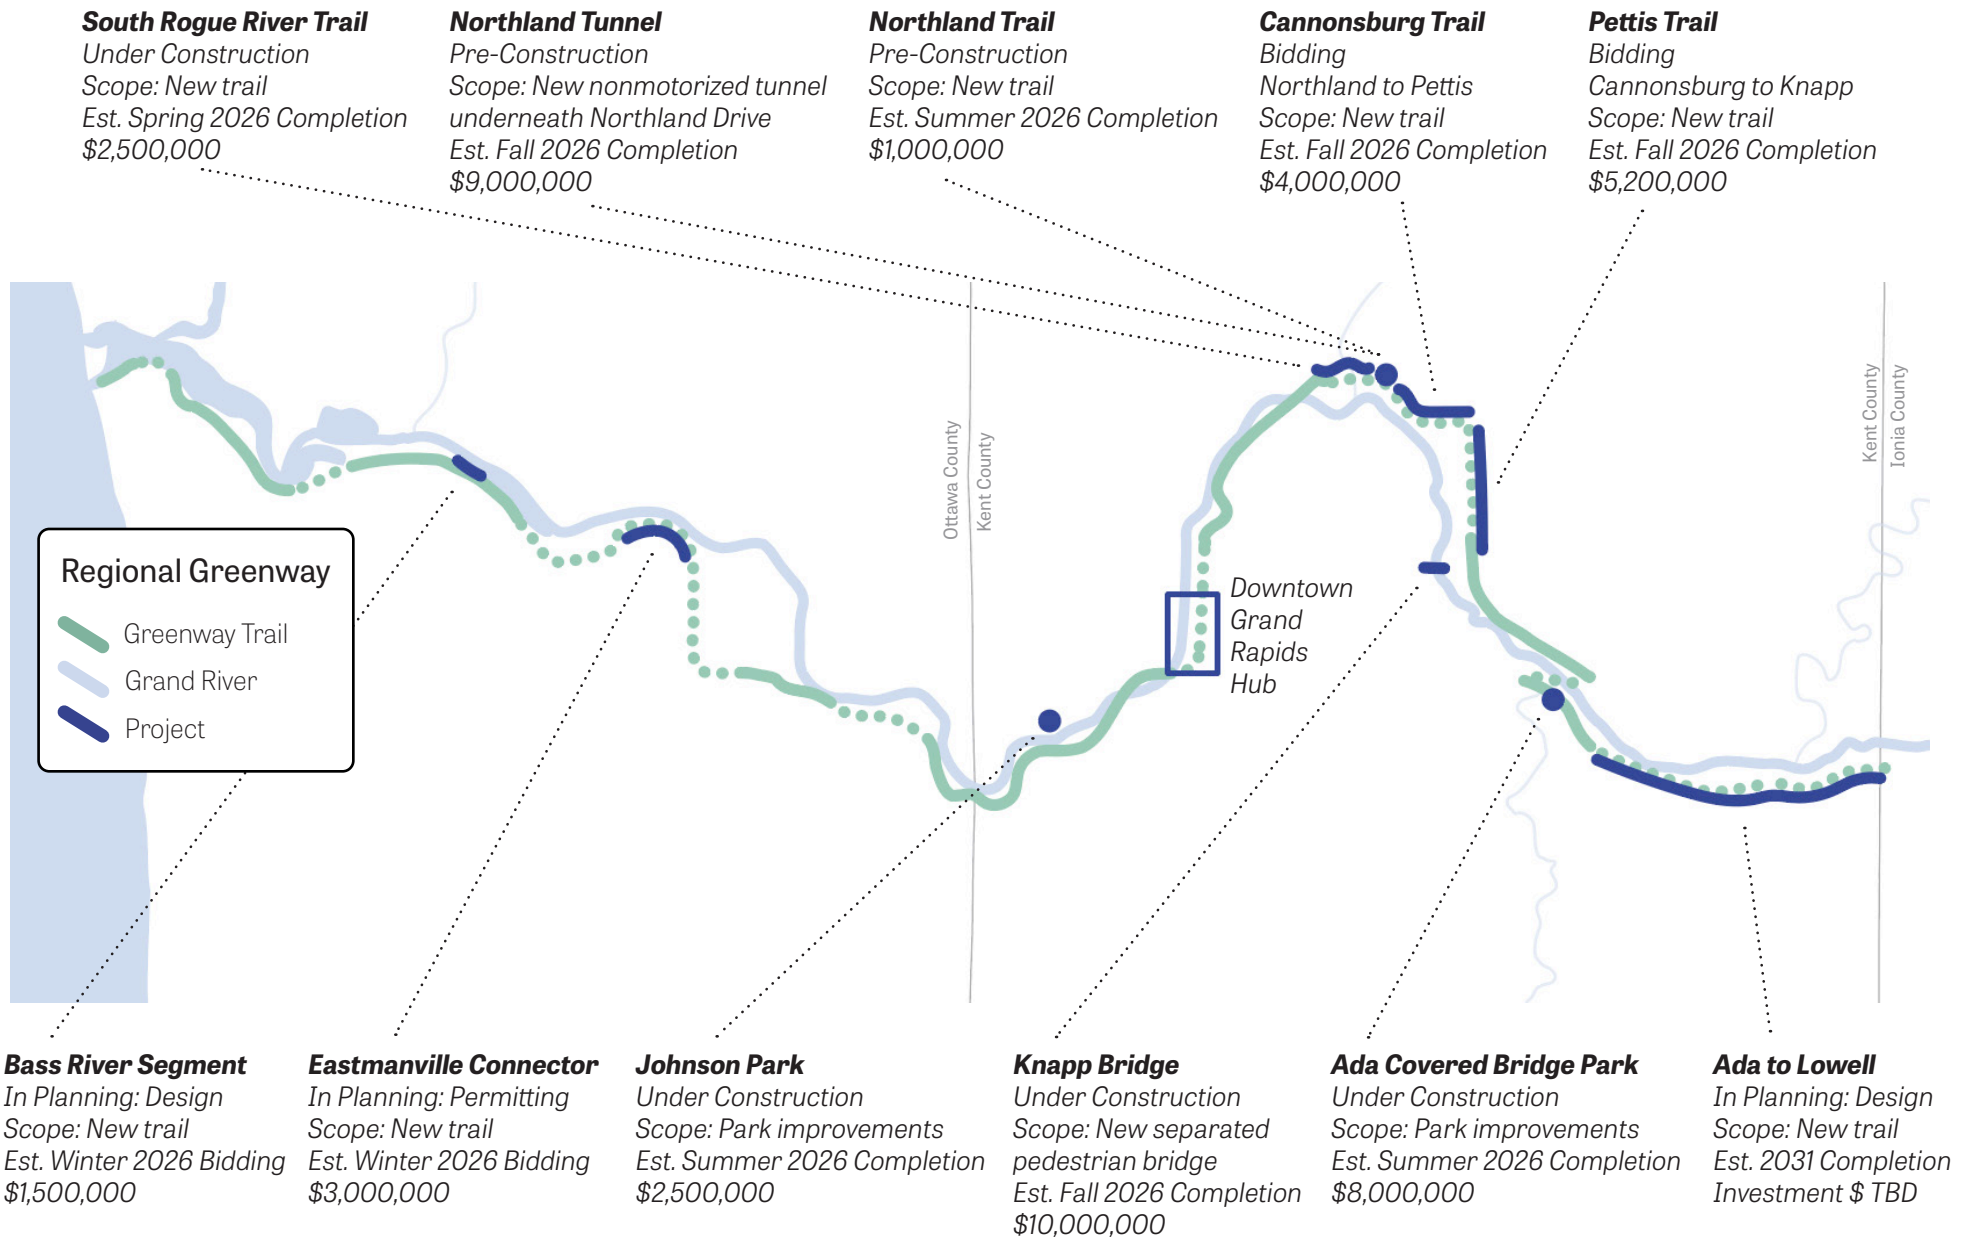 South Rogue River Trail
Under Construction
Scope: New trail
Est. Spring 2026 Completion
$2,500,000
Northland Tunnel
Pre-Construction
Scope: New nonmotorized tunnel
underneath Northland Drive
Est. Fall 2026 Completion
$9,000,000
Northland Trail
Pre-Construction
Scope: New trail
Est. Summer 2026 Completion
$1,000,000
Cannonsburg Trail
Bidding
Northland to Pettis
Scope: New trail
Est. Fall 2026 Completion
$4,000,000
Pettis Trail
Bidding
Cannonsburg to Knapp
Scope: New trail
Est. Fall 2026 Completion
$5,200,000
Ottawa County
Kent County
Kent County
Ionia County
Regional Greenway
Greenway Trail
Grand River
Project
Downtown
Grand
Rapids
Hub
Bass River Segment
In Planning: Design
Scope: New trail
Est. Winter 2026 Bidding
$1,500,000
Eastmanville Connector
In Planning: Permitting
Scope: New trail
Est. Winter 2026 Bidding
$3,000,000
Johnson Park
Under Construction
Scope: Park improvements
Est. Summer 2026 Completion
$2,500,000
Knapp Bridge
Under Construction
Scope: New separated
pedestrian bridge
Est. Fall 2026 Completion
$10,000,000
Ada Covered Bridge Park
Under Construction
Scope: Park improvements
Est. Summer 2026 Completion
$8,000,000
Ada to Lowell
In Planning: Design
Scope: New trail
Est. 2031 Completion
Investment $ TBD